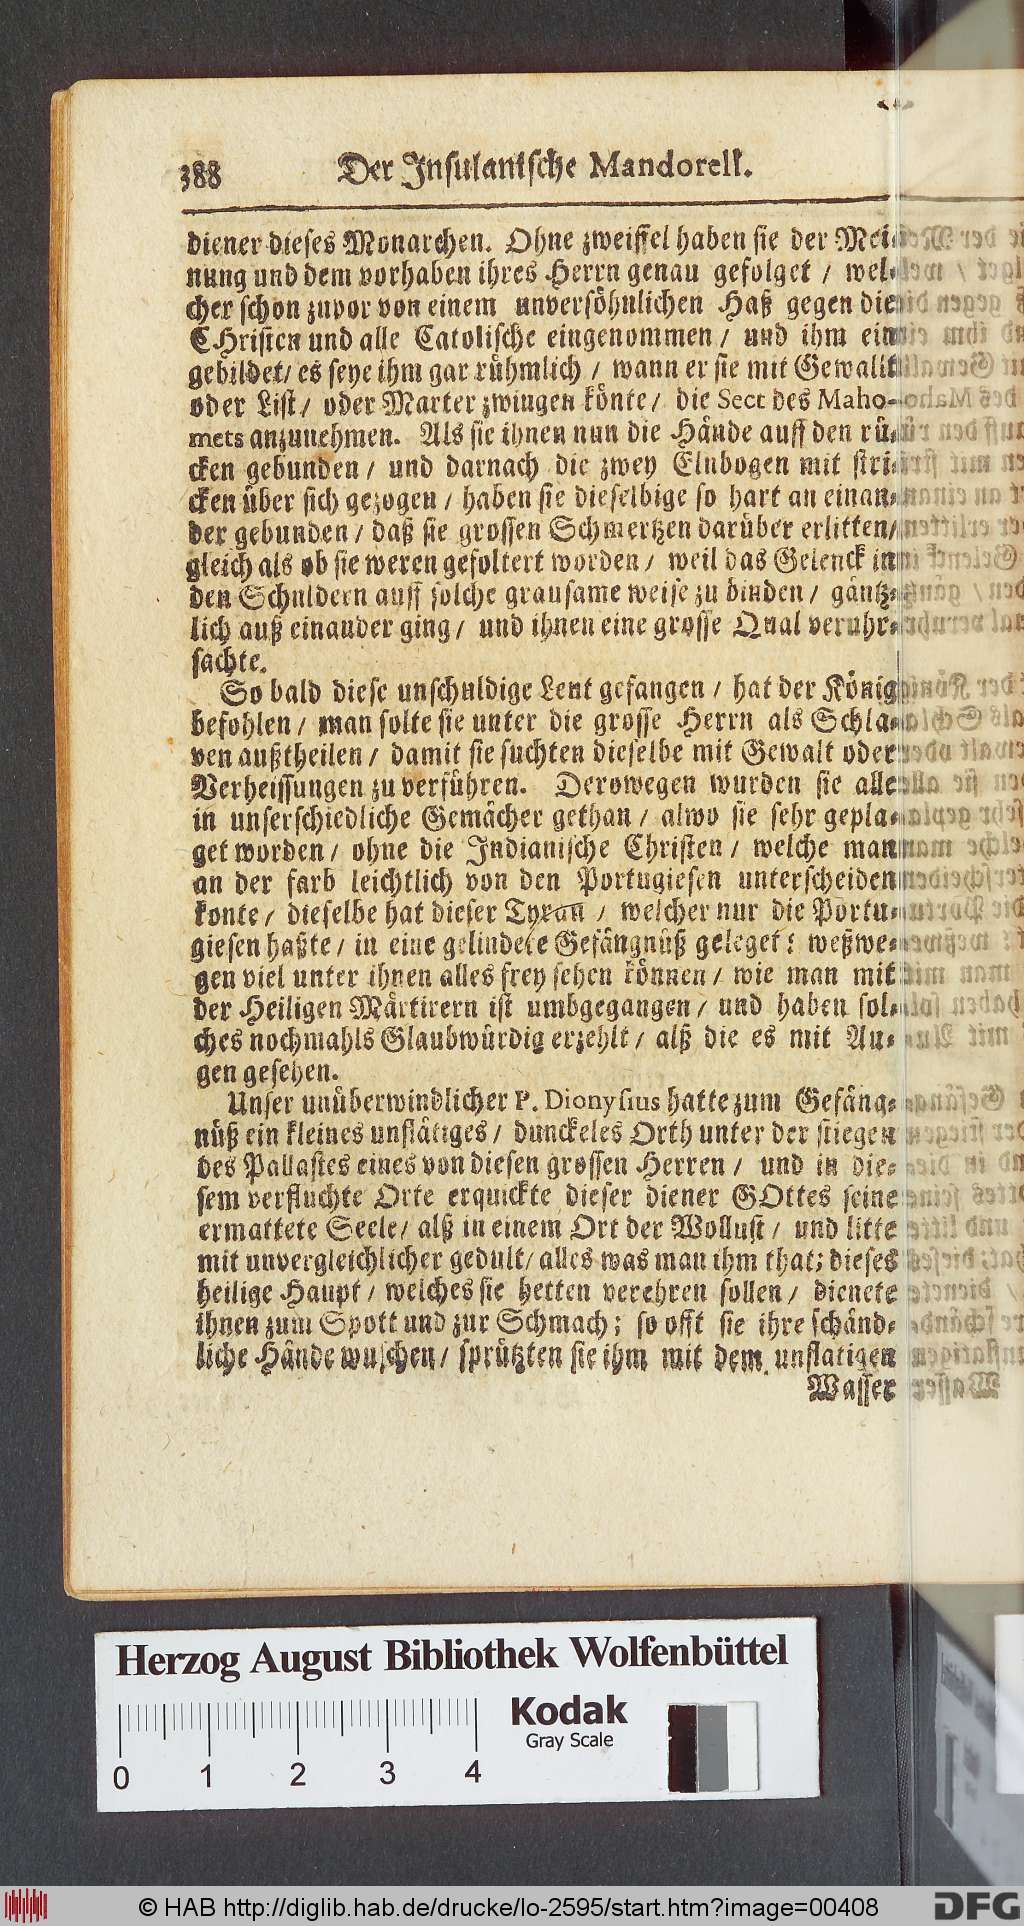 388 Der Insulanische Mandorell.
diener dieses Monarchen. Ohne zweiffel haben sie der Mei-
nung und dem vorhaben ihres Herrn genau gefolget / wel-
cher schon zuvor von einem unversöhnlichen Haß gegen die
CHristen und alle Catolische eingenommen / und ihm ein
gebildet / es seye ihm gar rühmlich / wann er sie mit Gewallt
oder List / oder Marter zwingen könte / die Sect des Maho-
mets anzunehmen. Als sie ihnen nun die Hände auff den rü-
cken gebunden / und darnach die zwey Elnbogen mit stri-
cken über sich gezogen / haben sie dieselbige so hart an einan-
der gebunden / daß sie grossen Schmertzen darüber erlitten /
gleich als ob sie weren gefoltert worden / weil das Gelenck in
den Schuldern auff solche grausame weise zu binden / gäntz-
lich auß einander ging / und ihnen eine grosse Qual veruhr-
sachte.
So bald diese unschuldige Leut gefangen / hat der König
befohlen / man solte sie unter die grosse Herrn als Schla-
ven außtheilen / damit sie suchten dieselbe mit Gewalt oder
Verheissungen zu verführen. Derowegen wurden sie alle
in unserschiedliche Gemächer gethan / alwo sie sehr gepla-
get worden / ohne die Indianische Christen / welche man
an der farb leichtlich von den Portugiesen unterscheiden
konte / dieselbe hat dieser Tyran / welcher nur die Portu-
giesen haßte / in eine gelindere Gefängnüß geleget: weßwe-
gen viel unter ihnen alles frey sehen können / wie man mit
der Heiligen Märtirern ist umbgegangen / und haben sol-
ches nochmahls Glaubwürdig erzehlt / alß die es mit Au-
gen gesehen.
Unser unüberwindlicher P. Dionysius hatte zum Gefäng-
nüß ein kleines unflätiges / dunckeles Orth unter der stiegen
des Pallastes eines von diesen grossen Herren / und in die-
sem verfluchte Orte erquickte dieser diener GOttes seine
ermattete Seele / alß in einem Ort der Wollust / und litte
mit unvergleichlicher gedult / alles was man ihm that; dieses
heilige Haupt / welches sie hetten verehren sollen / dienete
ihnen zum Spott und zur Schmach; so offt sie ihre schänd-
liche Hände wuschen / sprützten sie ihm mit dem unflatigen
Wasser
Herzog August Bibliothek Wolfenbüttel
Kodak
Gray Scale
0 1 2 3 4
© HAB http://diglib.hab.de/drucke/lo-2595/start.htm?image=00408
DFG